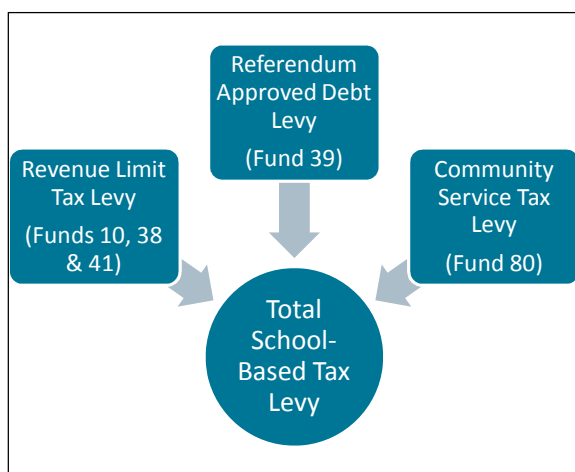 Referendum
Approved Debt
Levy
(Fund 39)
Revenue Limit
Tax Levy
(Funds 10, 38
& 41)
Community
Service Tax
Levy
(Fund 80)
Total
School-
Based Tax
Levy